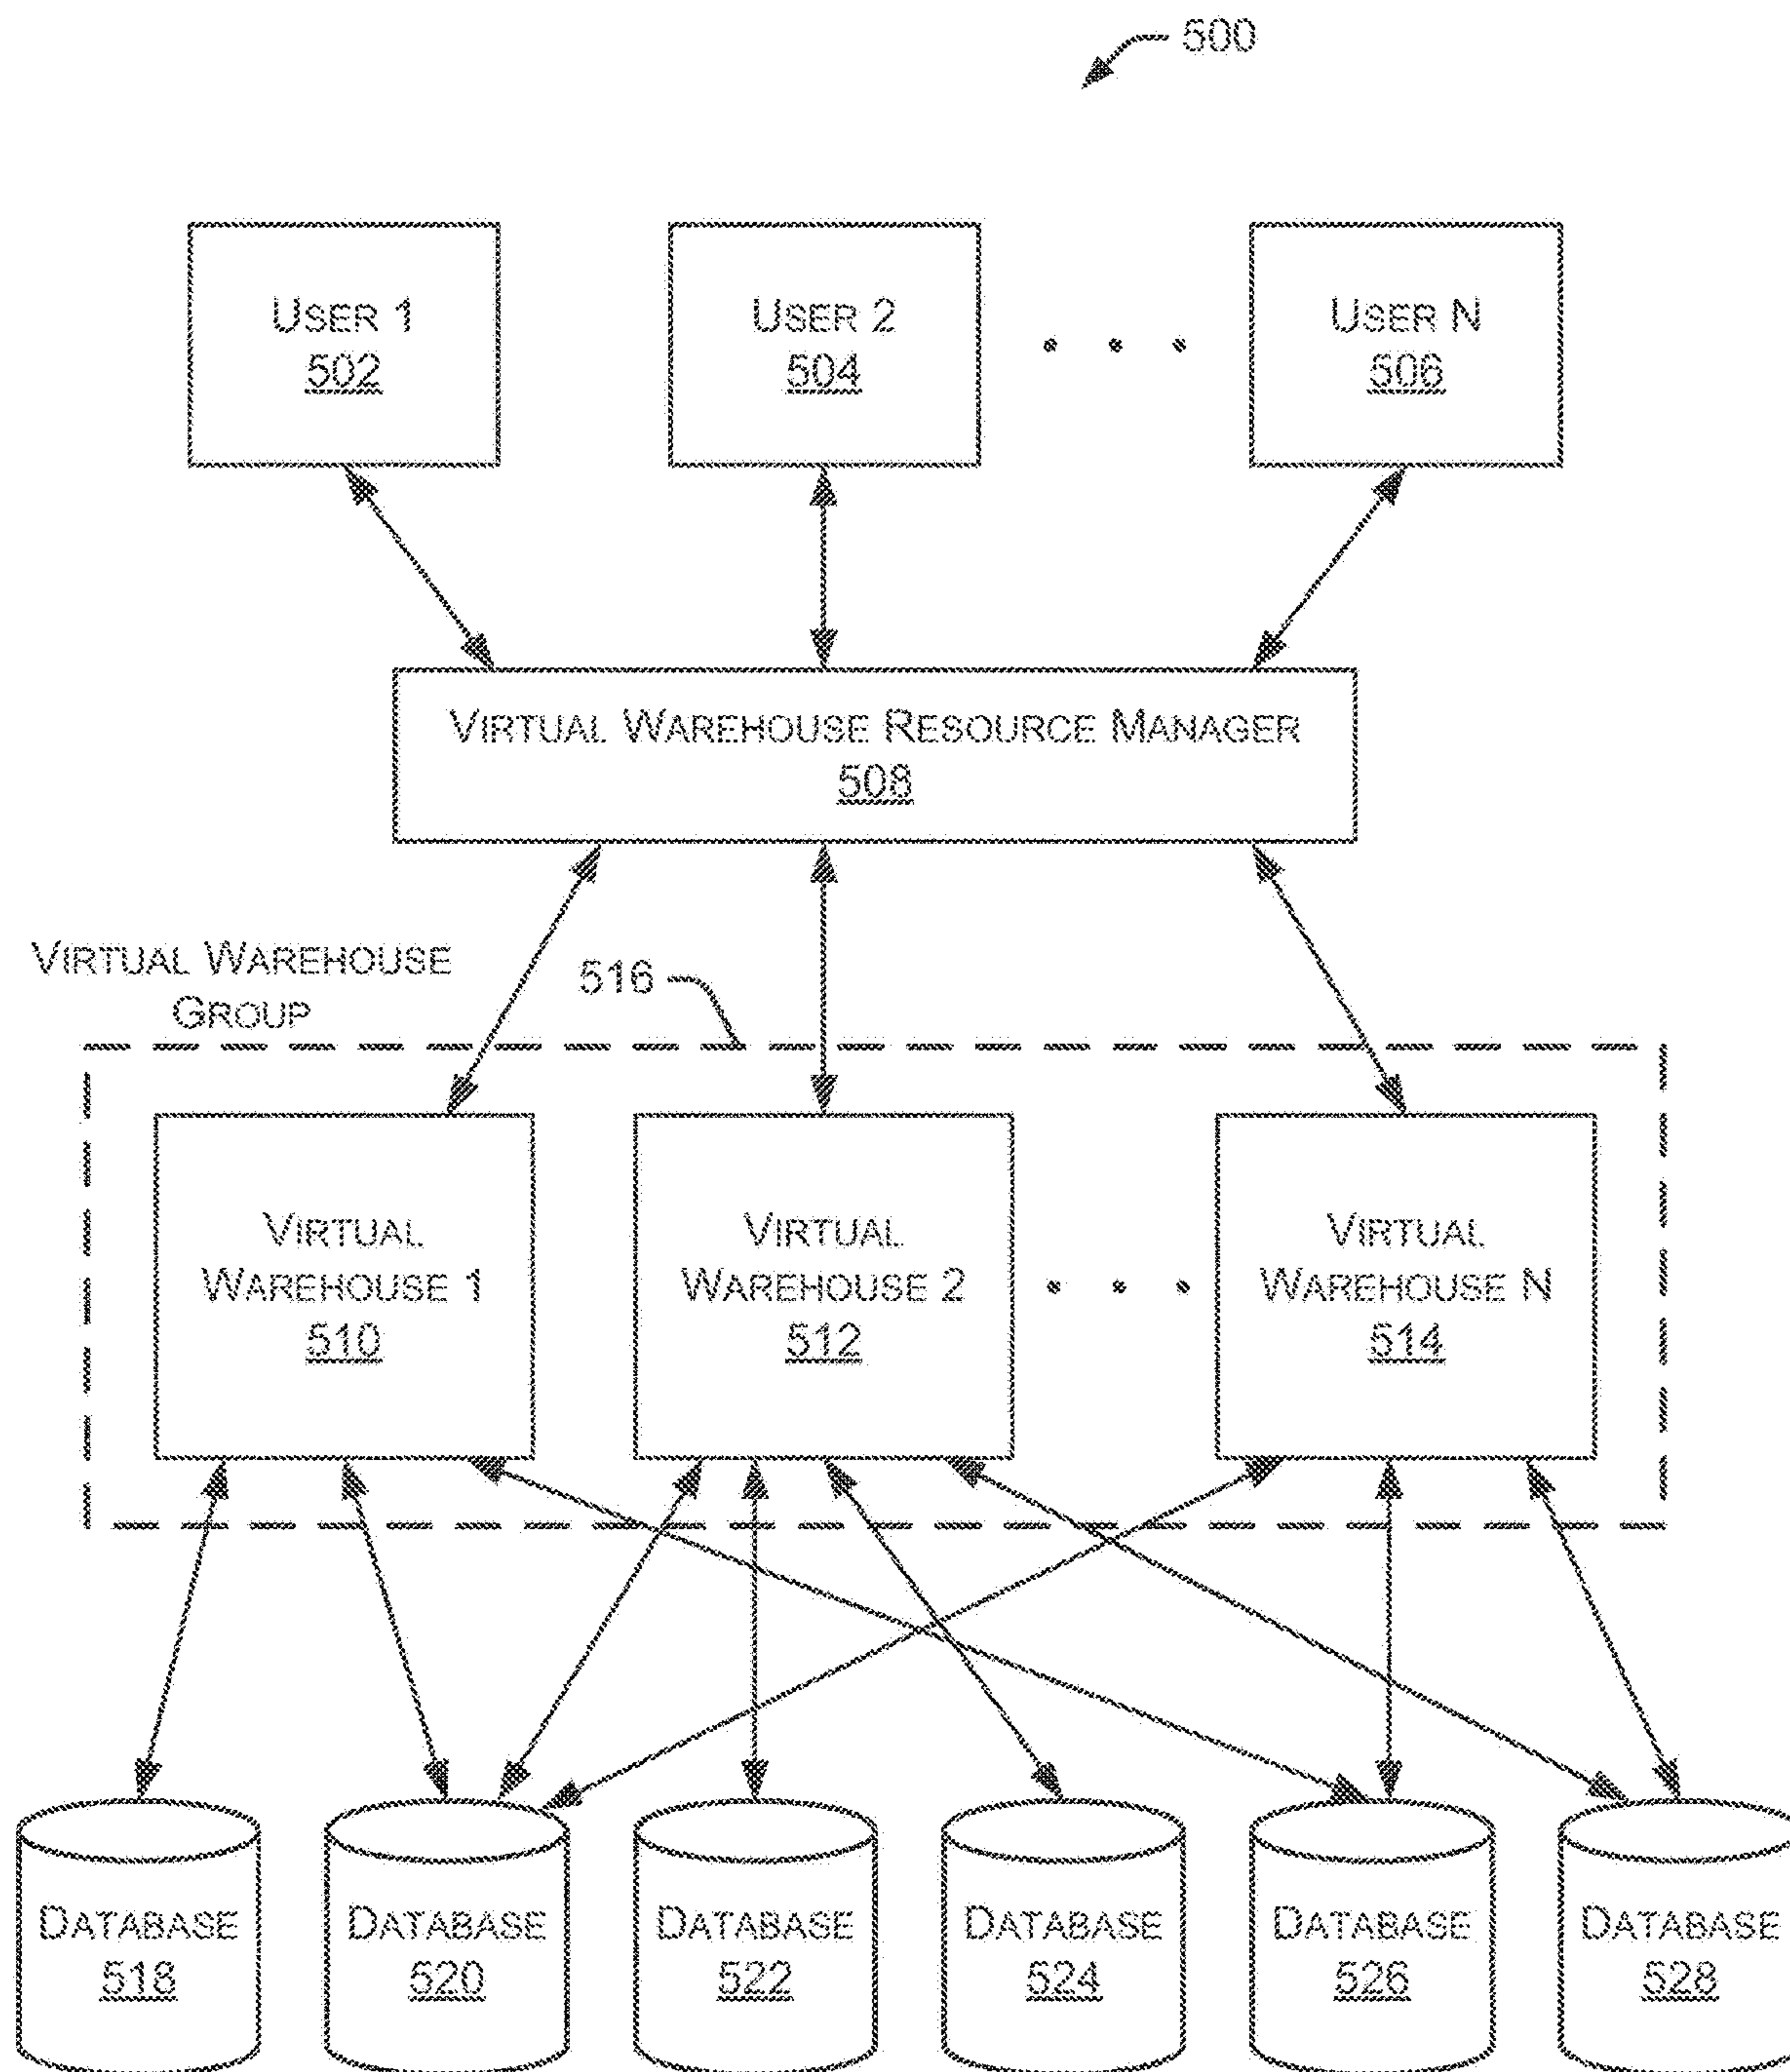 500
USER 1
502
USER 2
504
USER N
506
VIRTUAL WAREHOUSE RESOURCE MANAGER
508
VIRTUAL WAREHOUSE
GROUP
516
VIRTUAL
WAREHOUSE 1
510
VIRTUAL
WAREHOUSE 2
512
VIRTUAL
WAREHOUSE N
514
DATABASE
518
DATABASE
520
DATABASE
522
DATABASE
524
DATABASE
526
DATABASE
528